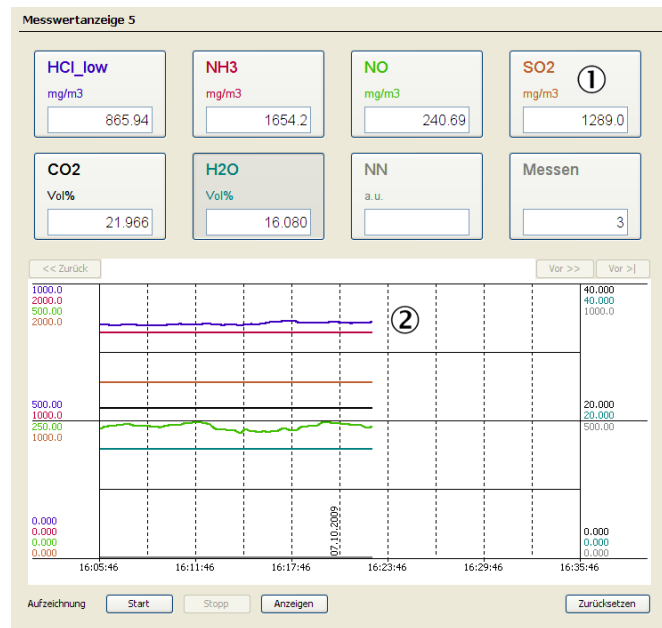 Messwertanzeige 5
HCl_low NH3 NO SO2 ①
mg/m3 mg/m3 mg/m3 mg/m3
865.94 1654.2 240.69 1289.0
CO2 H2O NN Messen
Vol% Vol% a.u.
21.966 16.080 3
<< Zurück Vor >> Vor >|
1000.0 40.000
2000.0 40.000
500.00 1000.0
2000.0
②
500.00 20.000
1000.0 20.000
250.00 500.00
1000.0
07.10.2009
0.000 0.000
0.000 0.000
0.000 0.000
0.000
16:05:46 16:11:46 16:17:46 16:23:46 16:29:46 16:35:46
Aufzeichnung Start Stopp Anzeigen Zurücksetzen